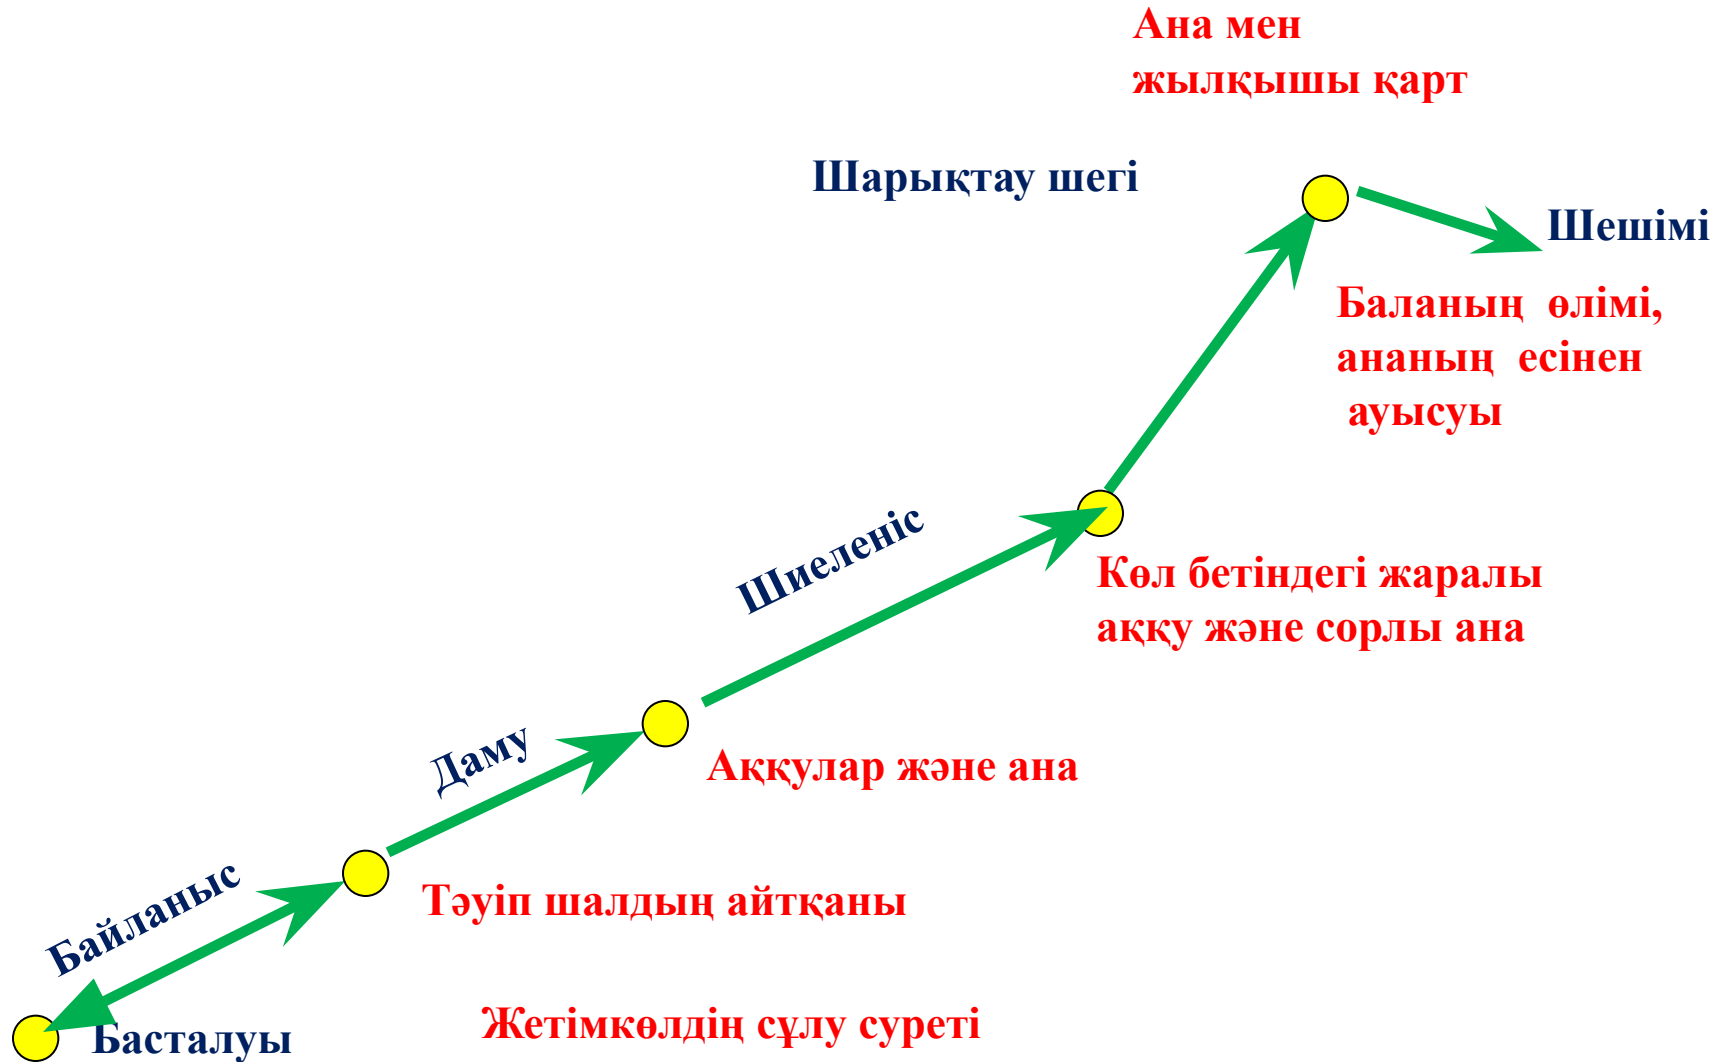 Ана мен
жылқышы қарт
Шарықтау шегі
Шешімі
Баланың өлімі,
ананың есінен
ауысуы
Шиеленіс
Көл бетіндегі жаралы
аққу және сорлы ана
Даму
Аққулар және ана
Байланыс
Тәуіп шалдың айтқаны
Басталуы
Жетімкөлдің сұлу суреті